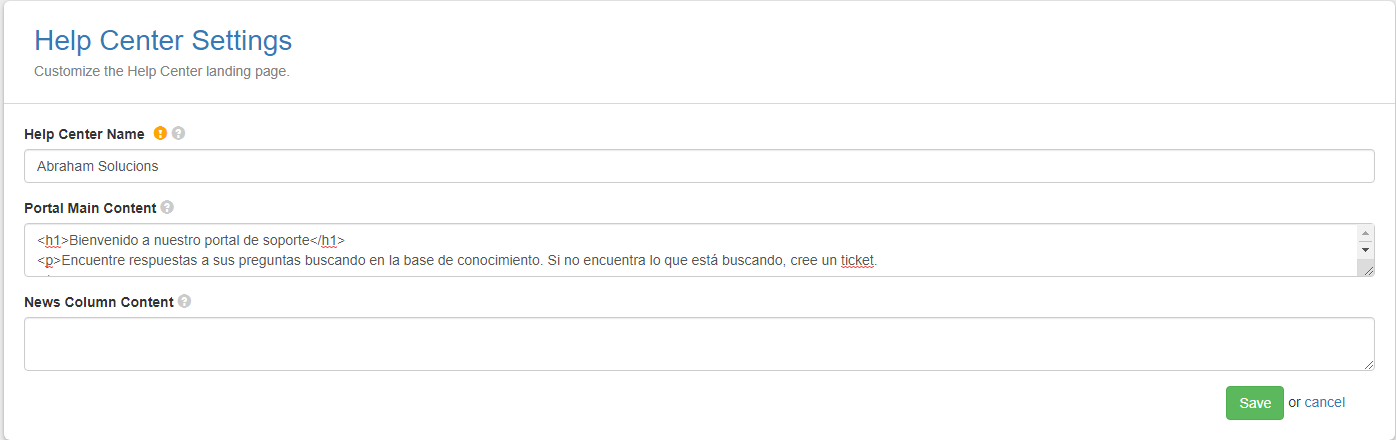 Help Center Settings
Customize the Help Center landing page.
Help Center Name
Abraham Solucions
Portal Main Content
<h1>Bienvenido a nuestro portal de soporte</h1>
<p>Encuentre respuestas a sus preguntas buscando en la base de conocimiento. Si no encuentra lo que está buscando, cree un ticket.
News Column Content
Save or cancel